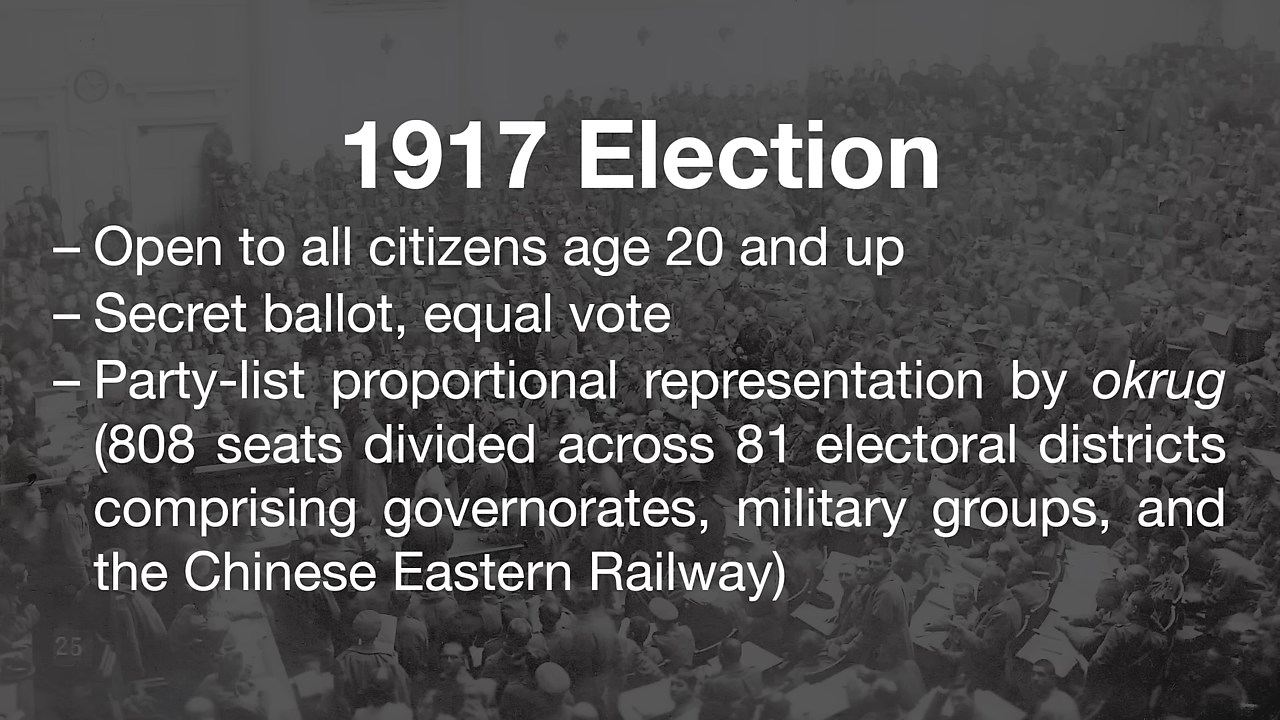 1917 Election
– Open to all citizens age 20 and up
– Secret ballot, equal vote
– Party-list proportional representation by okrug
(808 seats divided across 81 electoral districts
comprising governorates, military groups, and
the Chinese Eastern Railway)
25